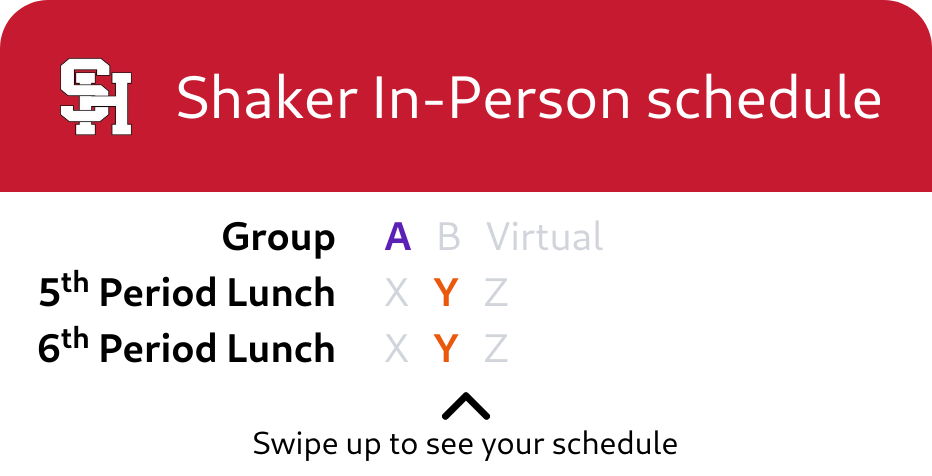 SH Shaker In-Person schedule
Group A B Virtual
5th Period Lunch X Y Z
6th Period Lunch X Y Z
Swipe up to see your schedule